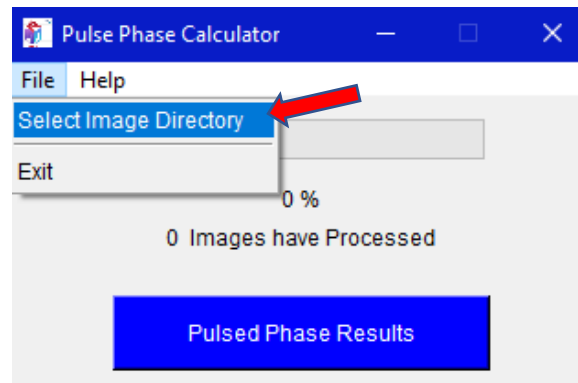 Pulse Phase Calculator
File Help
Select Image Directory
Exit
0 %
0 Images have Processed
Pulsed Phase Results